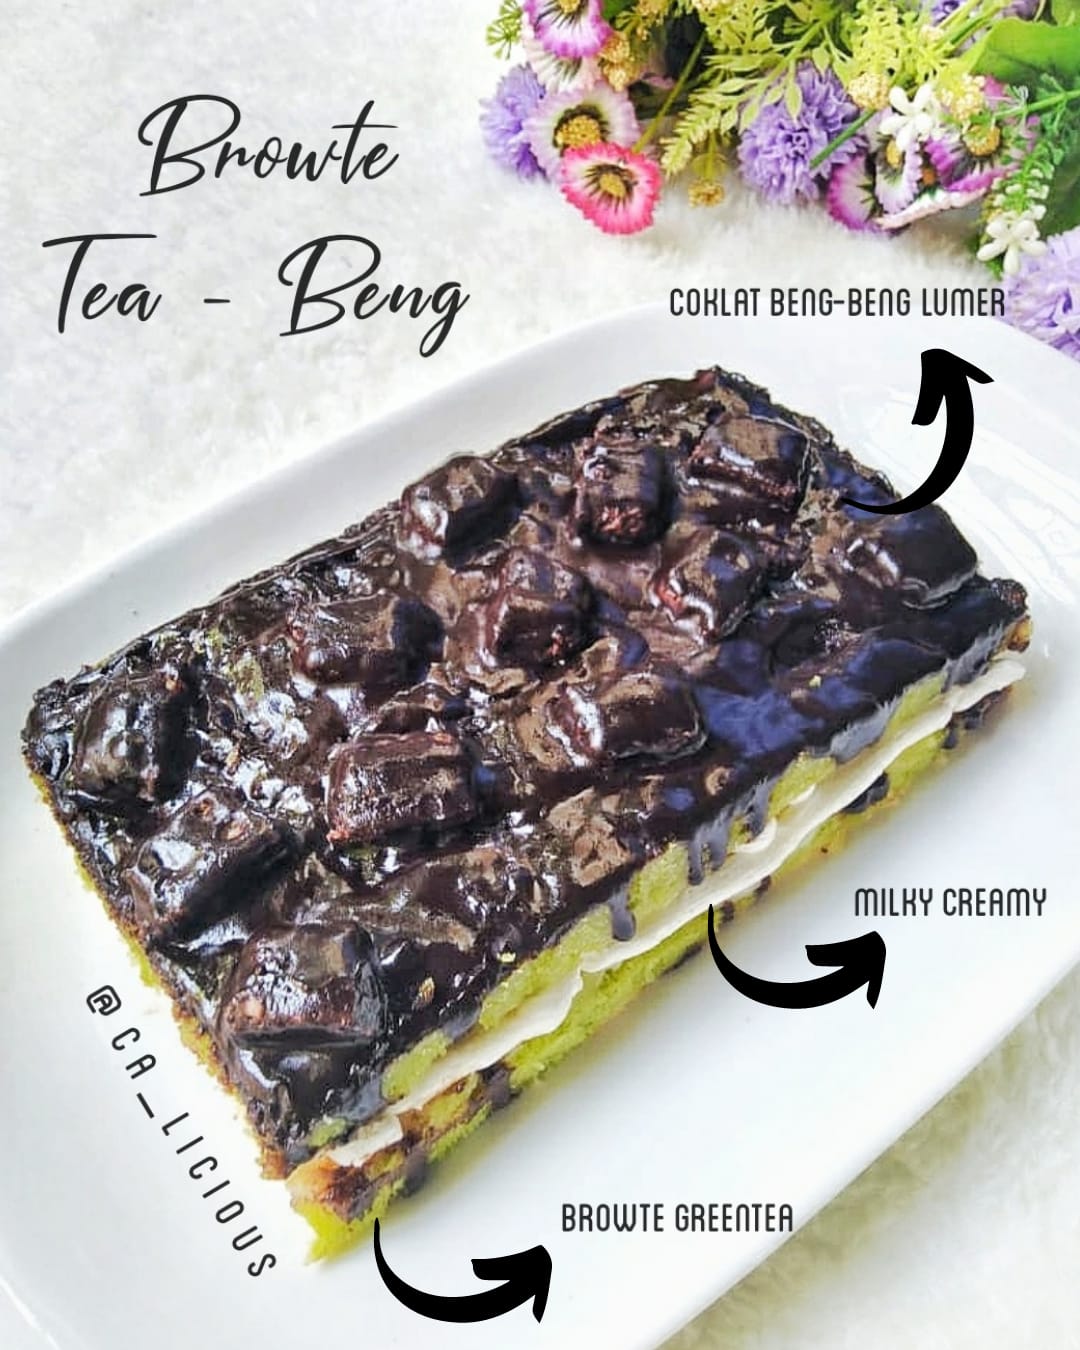 Browte
Tea - Beng
COKLAT BENG-BENG LUMER
MILKY CREAMY
@CA_LICIOUS
BROWTE GREENTEA